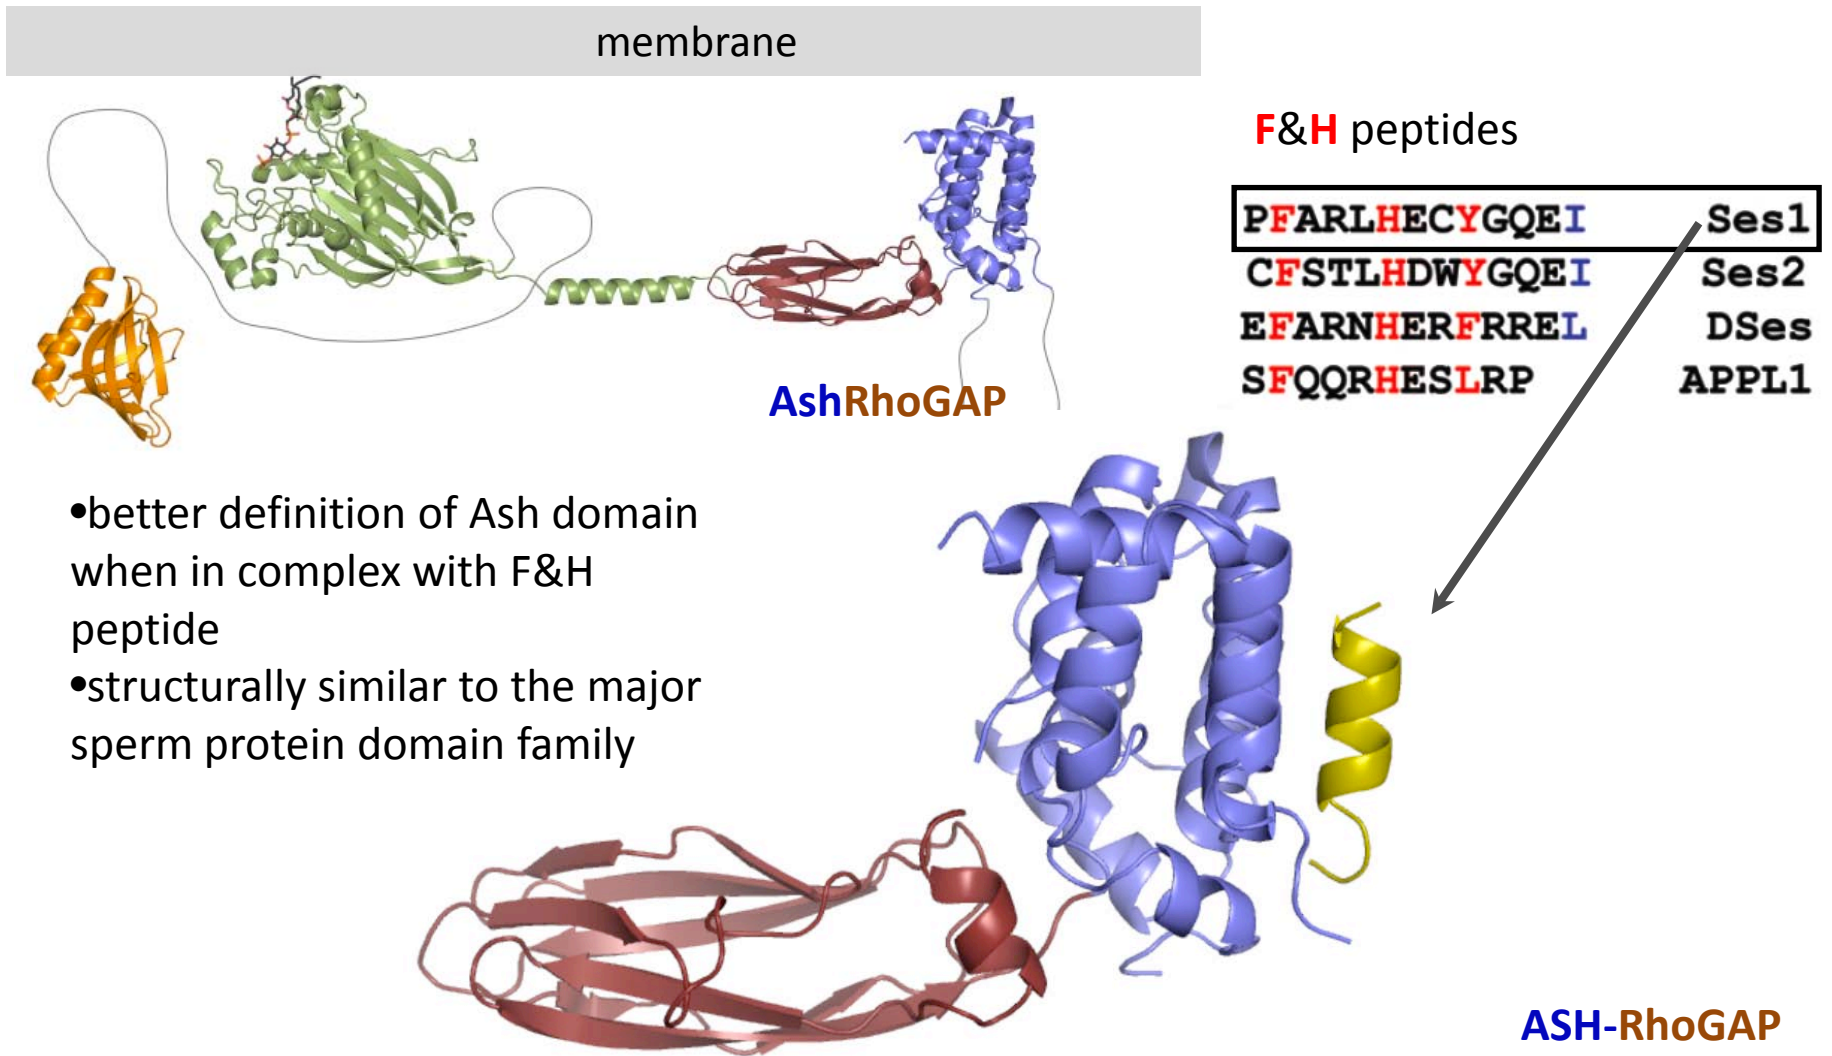 membrane
F&H peptides
PFARLHECYGQEI Ses1
CFSTLHDWYGQEI Ses2
EFARNHERFRREL DSes
SFQQRHESLRP APPL1
AshRhoGAP
•better definition of Ash domain
when in complex with F&H
peptide
•structurally similar to the major
sperm protein domain family
ASH-RhoGAP